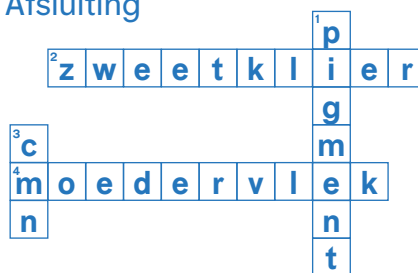 Afsluiting
1
p
2 z w e e t k l i e r
g
3
c m
4 m o e d e r v l e k
n n
t